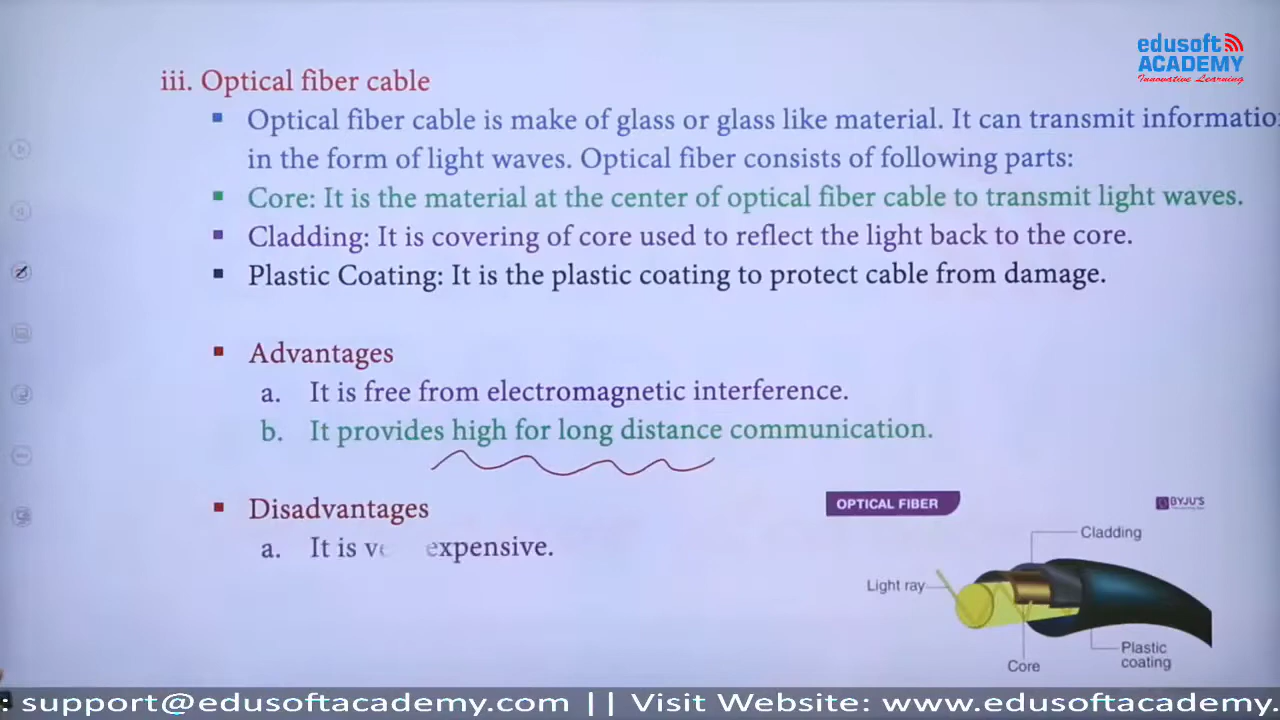 edusoft
ACADEMY
Innovative Learning
iii. Optical fiber cable
▪ Optical fiber cable is make of glass or glass like material. It can transmit informatio
in the form of light waves. Optical fiber consists of following parts:
▪ Core: It is the material at the center of optical fiber cable to transmit light waves.
▪ Cladding: It is covering of core used to reflect the light back to the core.
▪ Plastic Coating: It is the plastic coating to protect cable from damage.
▪ Advantages
a. It is free from electromagnetic interference.
b. It provides high for long distance communication.
▪ Disadvantages
a. It is expensive.
OPTICAL FIBER
BYJU'S
Cladding
Light ray
Plastic
coating
Core
: support@edusoftacademy.com || Visit Website: www.edusoftacademy.